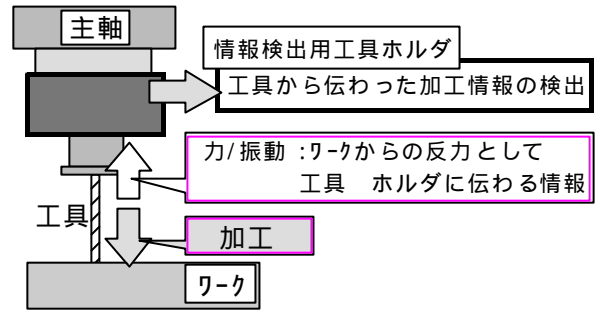 主軸
情報検出用工具ホルダ
工具から伝わった加工情報の検出
力/振動 :ﾜｰｸからの反力として
工具　ホルダに伝わる情報
工具
加工
ﾜｰｸ